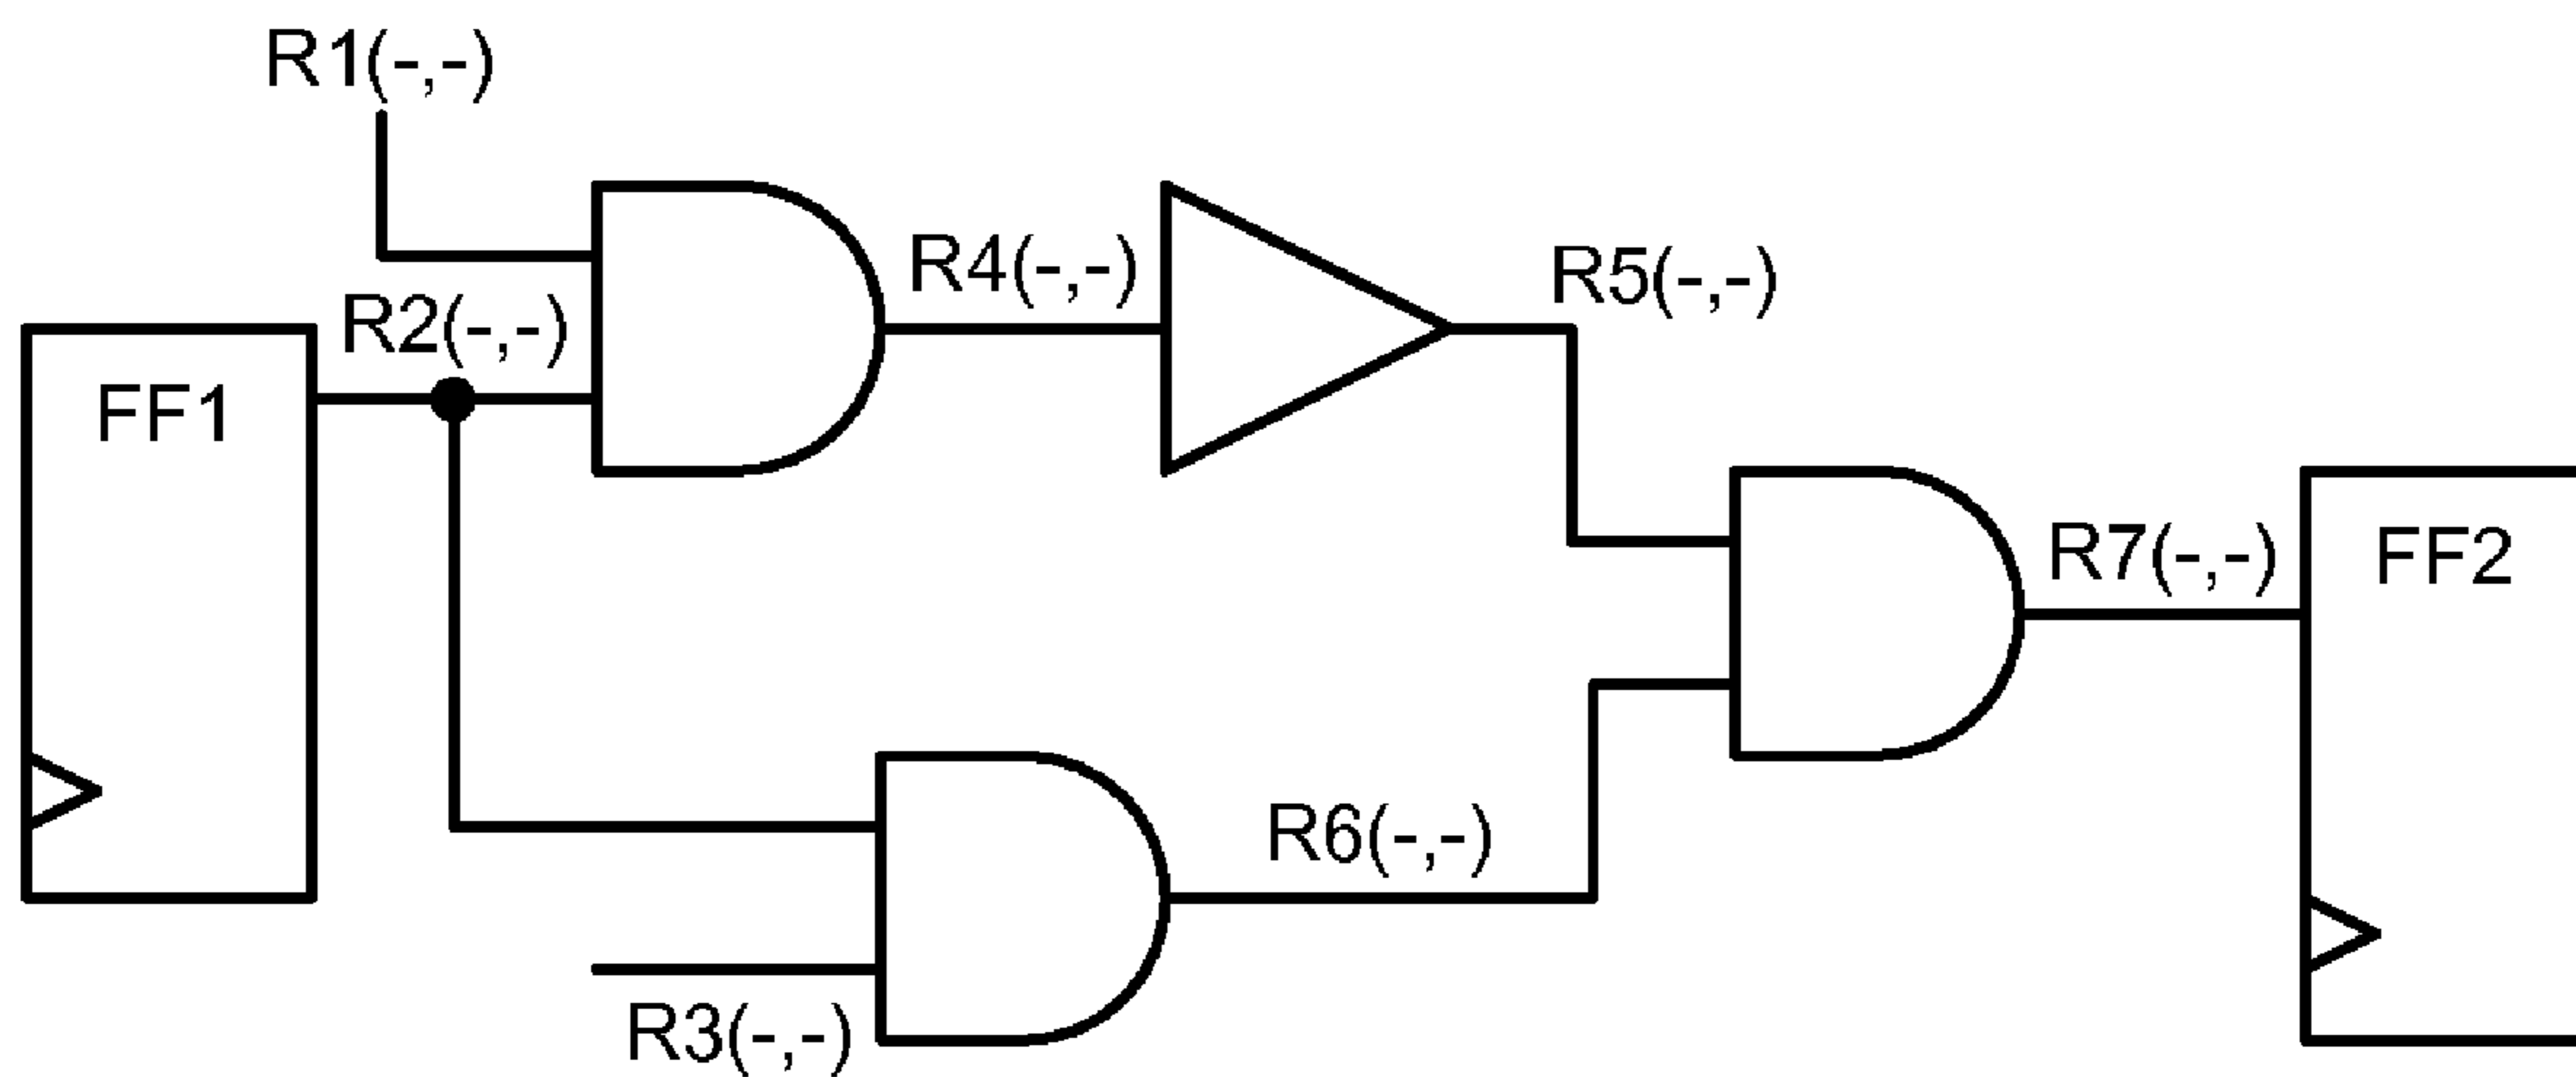 R1(-,-)
R4(-,-)
R5(-,-)
R2(-,-)
FF1
R7(-,-)
FF2
R6(-,-)
R3(-,-)